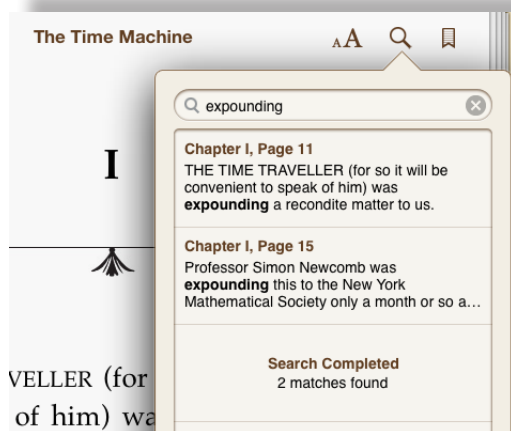 The Time Machine
AA
expounding
Chapter I, Page 11
THE TIME TRAVELLER (for so it will be
convenient to speak of him) was
expounding a recondite matter to us.
Chapter I, Page 15
Professor Simon Newcomb was
expounding this to the New York
Mathematical Society only a month or so a…
Search Completed
2 matches found
I
VELLER (for
of him) wa